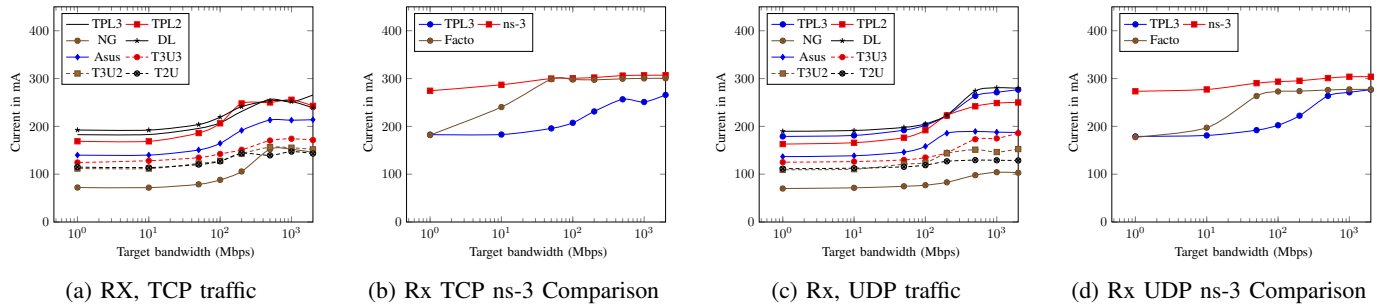 TPL3 TPL2
NG DL
Asus T3U3
T3U2 T2U
400
300
200
100
0
Current in mA
10^0 10^1 10^2 10^3
Target bandwidth (Mbps)
(a) RX, TCP traffic
TPL3 ns-3
Facto
400
300
200
100
0
Current in mA
10^0 10^1 10^2 10^3
Target bandwidth (Mbps)
(b) Rx TCP ns-3 Comparison
TPL3 TPL2
NG DL
Asus T3U3
T3U2 T2U
400
300
200
100
0
Current in mA
10^0 10^1 10^2 10^3
Target bandwidth (Mbps)
(c) Rx, UDP traffic
TPL3 ns-3
Facto
400
300
200
100
0
Current in mA
10^0 10^1 10^2 10^3
Target bandwidth (Mbps)
(d) Rx UDP ns-3 Comparison